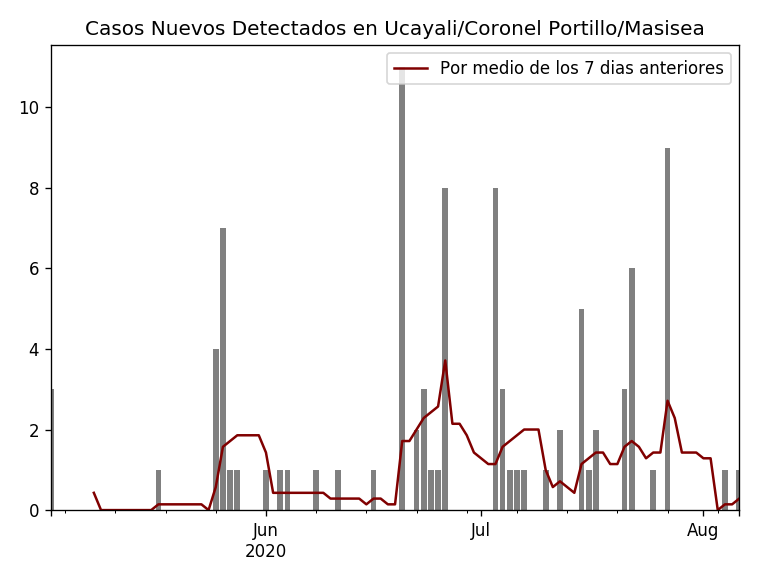 Casos Nuevos Detectados en Ucayali/Coronel Portillo/Masisea
Por medio de los 7 dias anteriores
10
8
6
4
2
0
Jun
2020
Jul
Aug